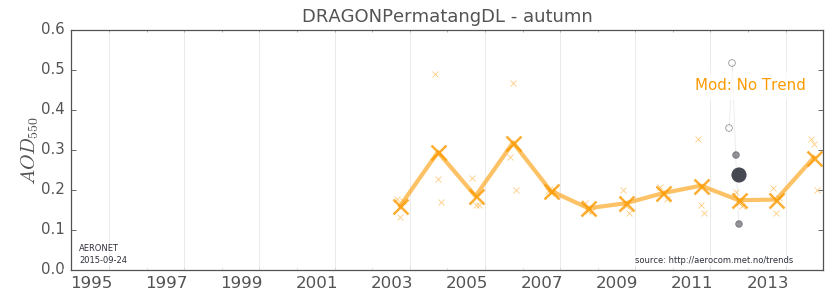 DRAGONPermatangDL - autumn
0.6
0.5
0.4
0.3
0.2
0.1
0.0
AOD550
Mod: No Trend
AERONET
2015-09-24
source: http://aerocom.met.no/trends
1995 1997 1999 2001 2003 2005 2007 2009 2011 2013